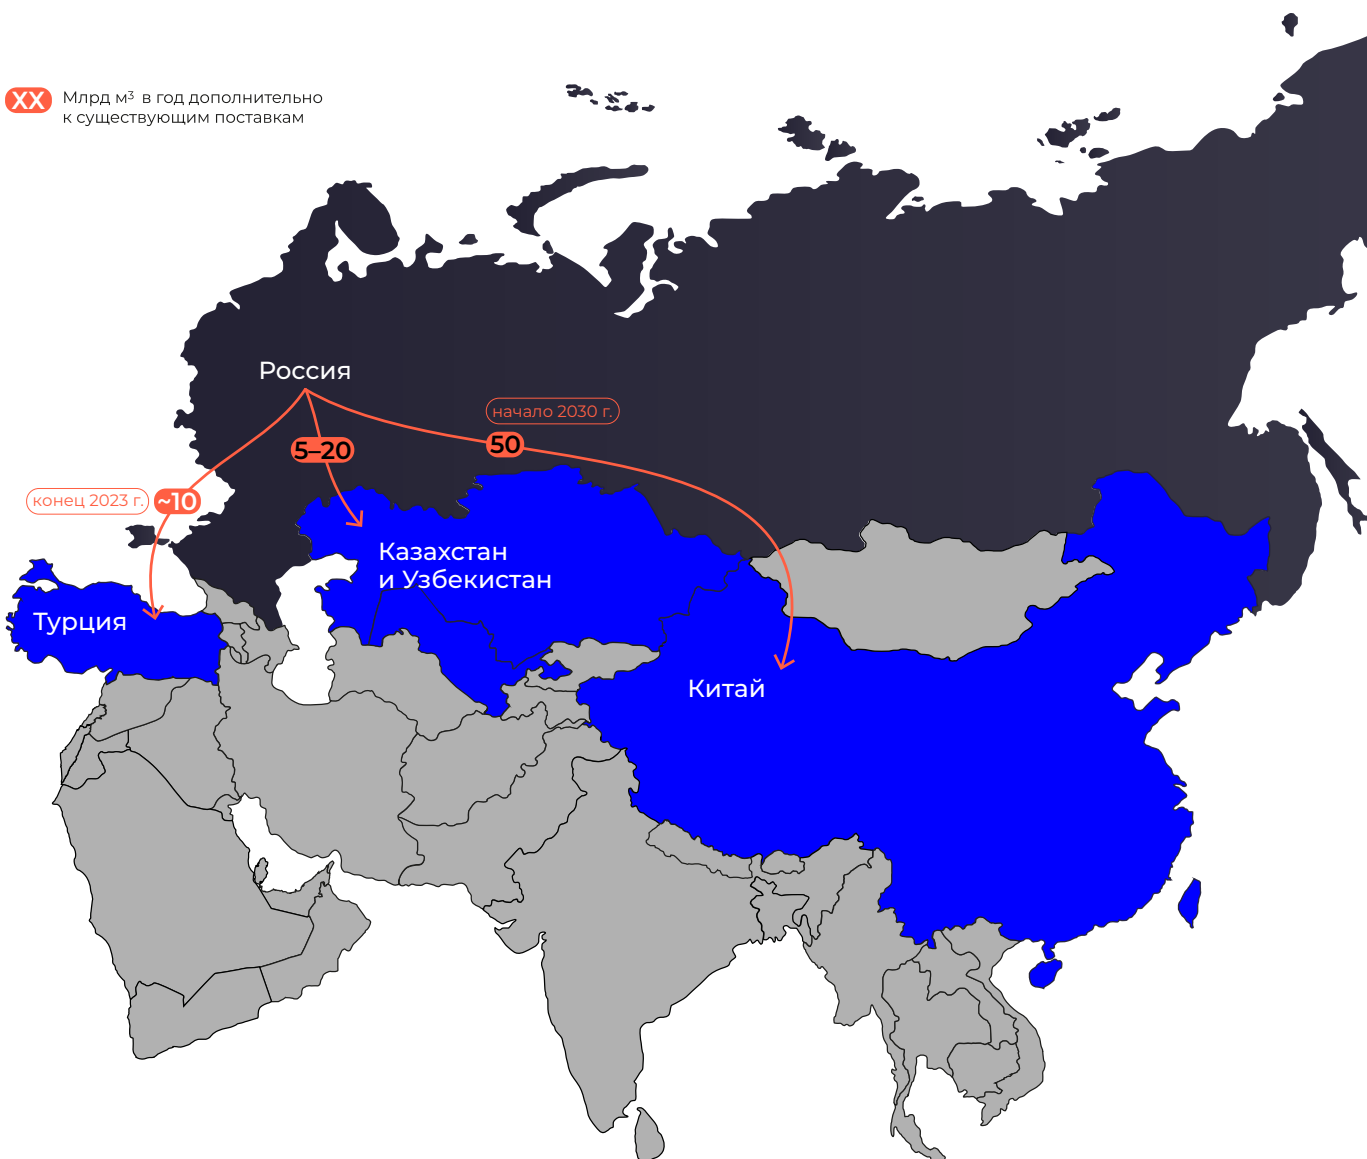 XX
Млрд м³ в год дополнительно
к существующим поставкам
Россия
начало 2030 г.
5–20
50
конец 2023 г.
~10
Казахстан
и Узбекистан
Турция
Китай